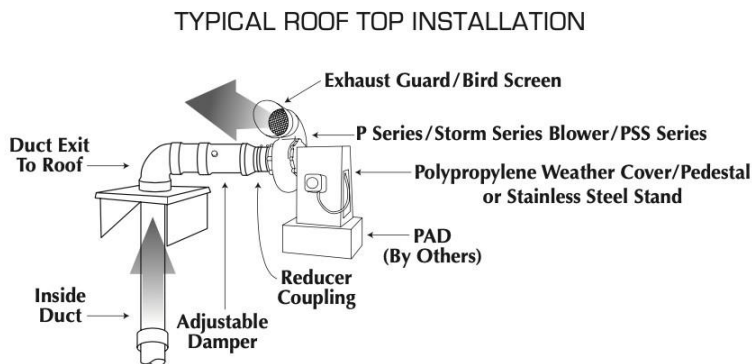 TYPICAL ROOF TOP INSTALLATION
Exhaust Guard/Bird Screen
P Series/Storm Series Blower/PSS Series
Duct Exit
To Roof
Polypropylene Weather Cover/Pedestal
or Stainless Steel Stand
PAD
(By Others)
Reducer
Coupling
Inside
Duct
Adjustable
Damper